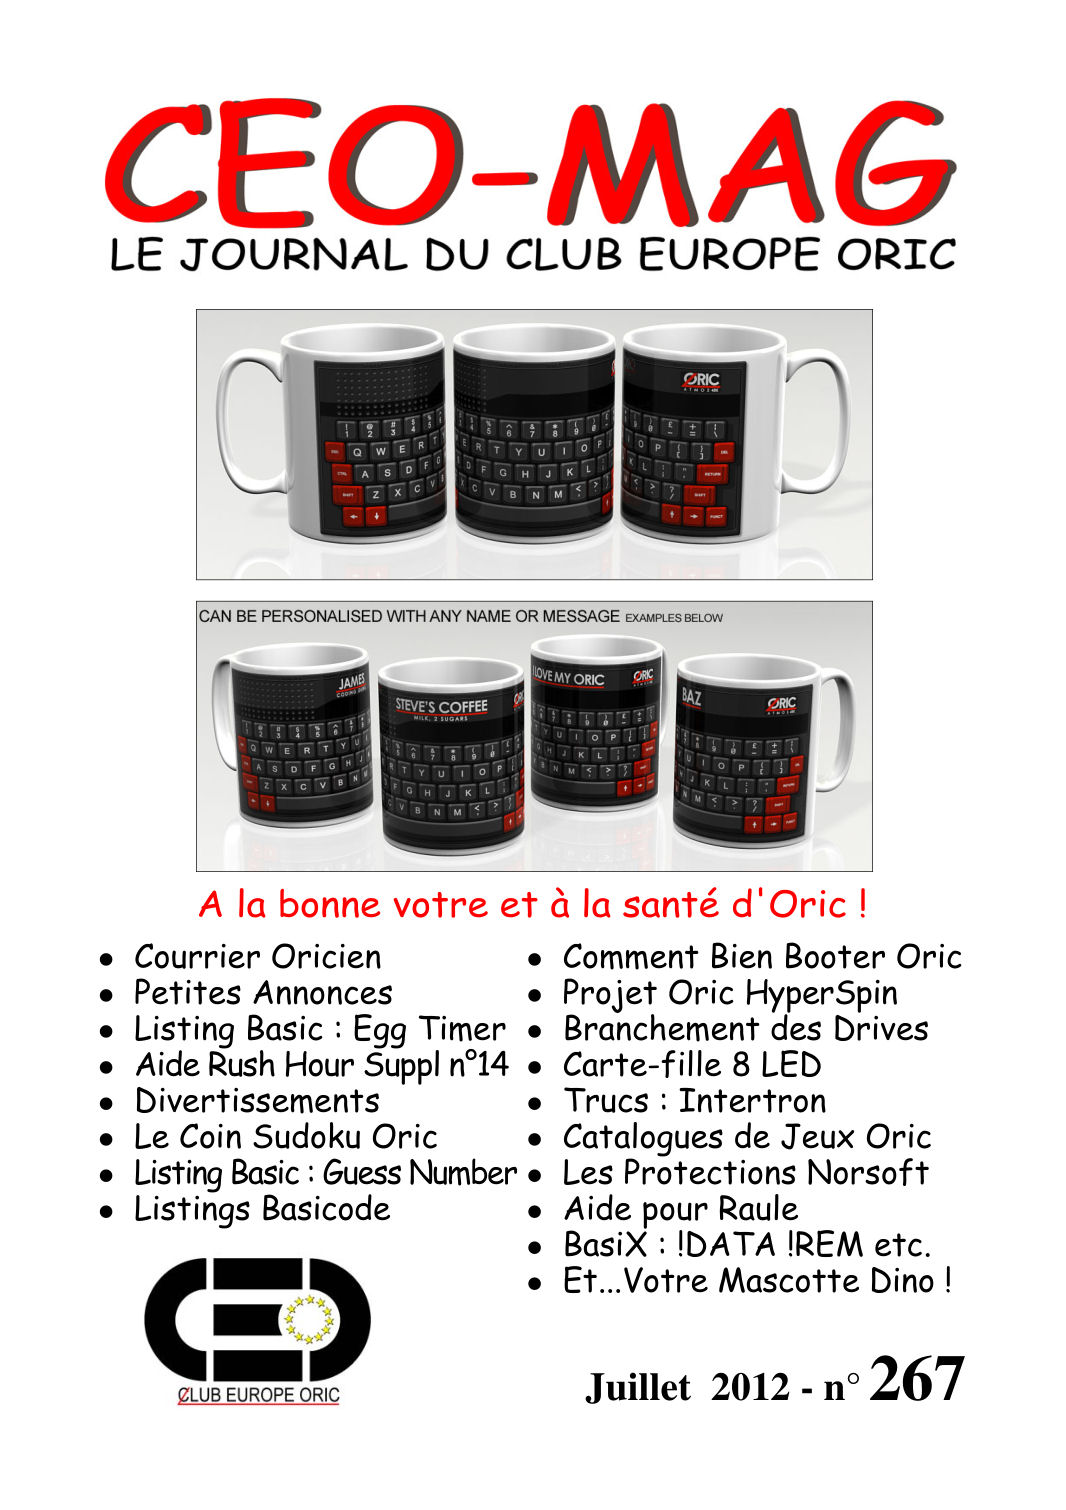 CEO-MAG
LE JOURNAL DU CLUB EUROPE ORIC
ORIC
ATMOS 48K
CAN BE PERSONALISED WITH ANY NAME OR MESSAGE EXAMPLES BELOW
JAMES
STEVE'S COFFEE
MILK, 2 SUGARS
I LOVE MY ORIC
ORIC
BAZ
ORIC
A la bonne votre et à la santé d'Oric !
• Courrier Oricien
• Petites Annonces
• Listing Basic : Egg Timer
• Aide Rush Hour Suppl n°14
• Divertissements
• Le Coin Sudoku Oric
• Listing Basic : Guess Number
• Listings Basicode
• Comment Bien Booter Oric
• Projet Oric HyperSpin
• Branchement des Drives
• Carte-fille 8 LED
• Trucs : Intertron
• Catalogues de Jeux Oric
• Les Protections Norsoft
• Aide pour Raule
• BasiX : !DATA !REM etc.
• Et...Votre Mascotte Dino !
CEO
CLUB EUROPE ORIC
Juillet 2012 - n° 267